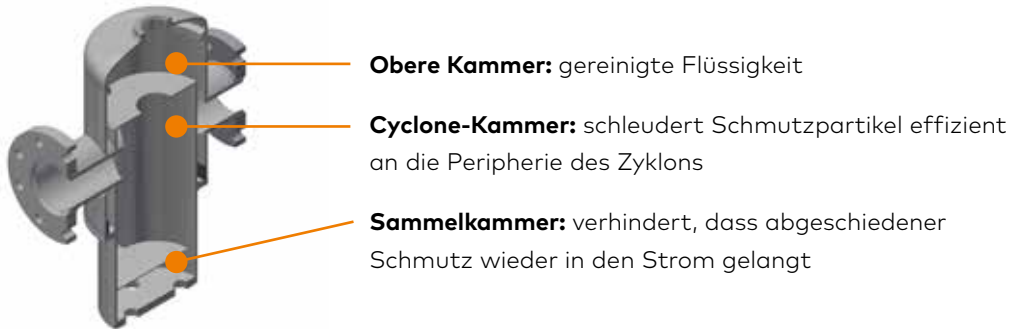 Obere Kammer: gereinigte Flüssigkeit
Cyclone-Kammer: schleudert Schmutzpartikel effizient
an die Peripherie des Zyklons
Sammelkammer: verhindert, dass abgeschiedener
Schmutz wieder in den Strom gelangt